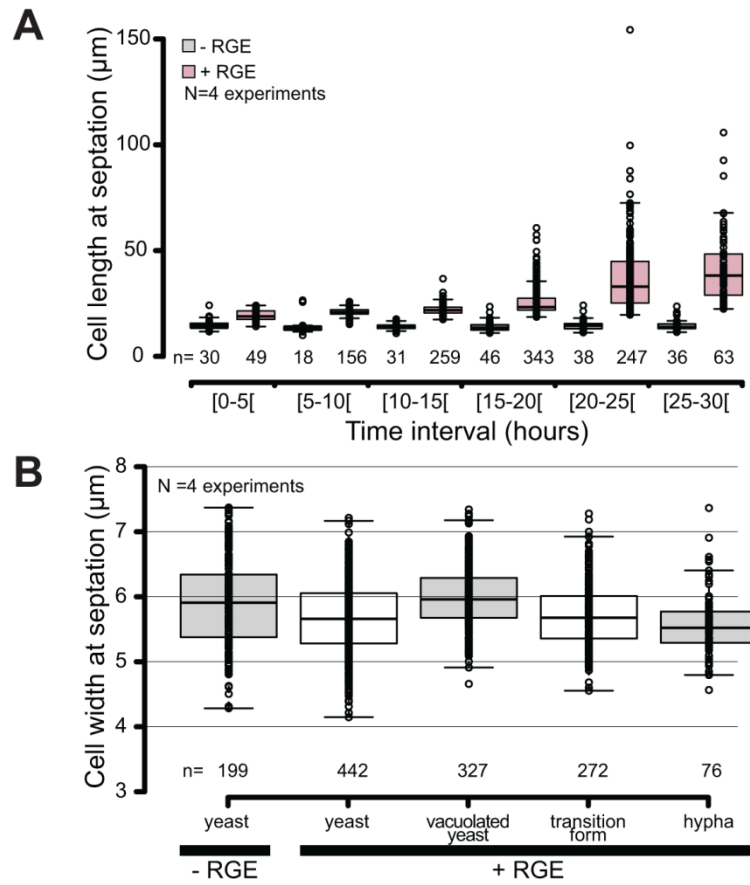 A
Cell length at septation (µm)
150
100
50
0
- RGE
+ RGE
N=4 experiments
n= 30 49 18 156 31 259 46 343 38 247 36 63
[0-5[ [5-10[ [10-15[ [15-20[ [20-25[ [25-30[
Time interval (hours)
B
Cell width at septation (µm)
8
7
6
5
4
3
N =4 experiments
n= 199 442 327 272 76
yeast yeast vacuolated yeast transition form hypha
- RGE + RGE